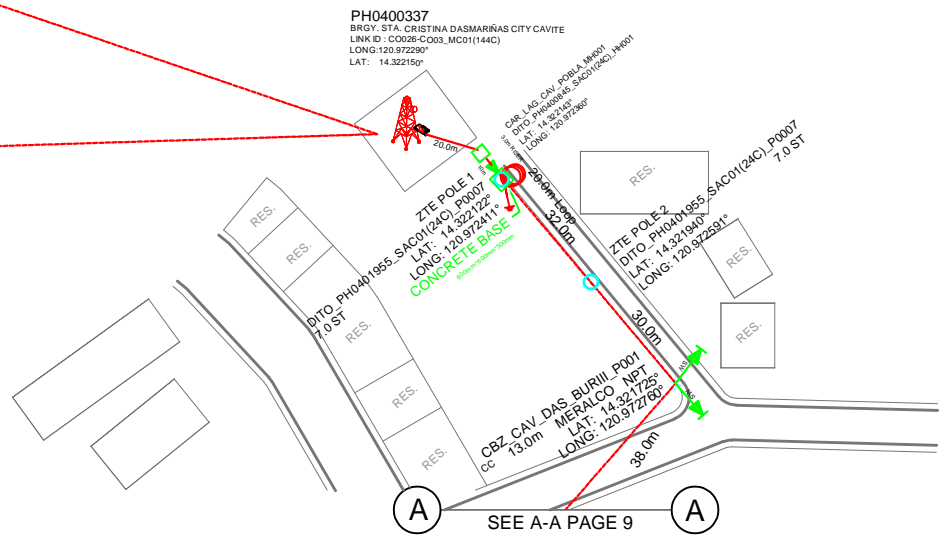 PH0400337
BRGY. STA. CRISTINA DASMARIÑAS CITY CAVITE
LINK ID : CO026-CO03_MC01(144C)
LONG:120.972290°
LAT: 14.322150°
CAR_LAG_CAV_POBLA_MH001
DITO_PH0400845_SAC01(24C)_HH001
LAT: 14.322143°
LONG: 120.972360°
20.0m
20.0m Loop
32.0m
ZTE POLE 1
DITO_PH0401955_SAC01(24C)_P0007
7.0 ST
LAT: 14.322122°
LONG: 120.972411°
CONCRETE BASE
ZTE POLE 2
DITO_PH0401955_SAC01(24C)_P0007
7.0 ST
LAT: 14.321940°
LONG: 120.972591°
RES.
RES.
RES.
RES.
RES.
RES.
RES.
RES.
30.0m
CBZ_CAV_DAS_BURIII_P001
CC 13.0m MERALCO NPT
LAT: 14.321725°
LONG: 120.972760°
38.0m
A
A
SEE A-A PAGE 9